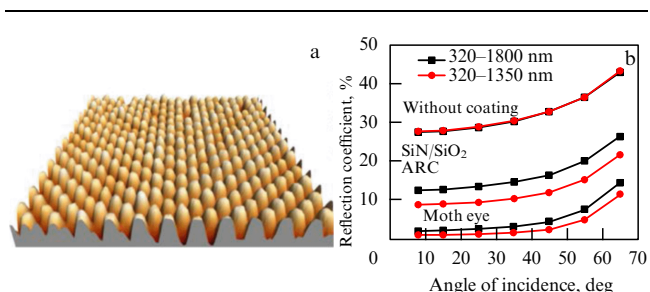 a
b
50
40
30
20
10
0
Reflection coefficient, %
320–1800 nm
320–1350 nm
Without coating
SiN/SiO₂
ARC
Moth eye
10 20 30 40 50 60 70
Angle of incidence, deg